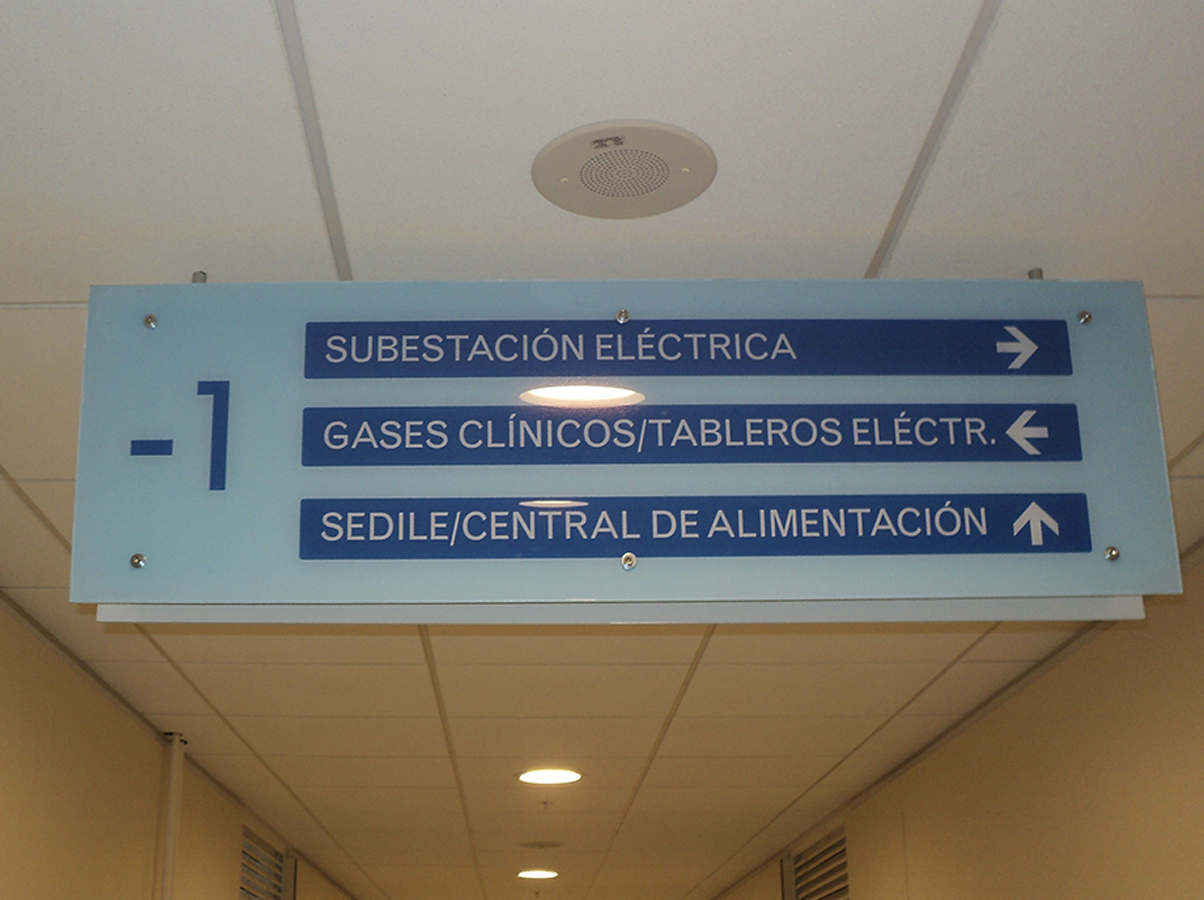 -1
SUBESTACIÓN ELÉCTRICA
GASES CLÍNICOS/TABLEROS ELÉCTR.
SEDILE/CENTRAL DE ALIMENTACIÓN